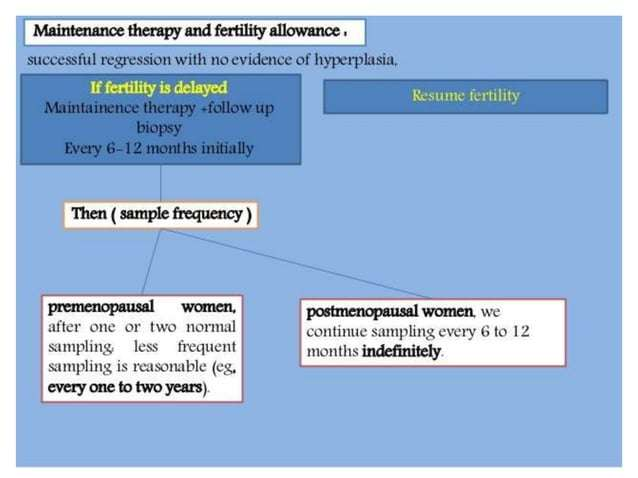 Maintenance therapy and fertility allowance :
successful regression with no evidence of hyperplasia,
If fertility is delayed
Maintainence therapy +follow up
biopsy
Every 6-12 months initially
Resume fertility
Then ( sample frequency )
premenopausal women,
after one or two normal
sampling, less frequent
sampling is reasonable (eg,
every one to two years).
postmenopausal women, we
continue sampling every 6 to 12
months indefinitely.